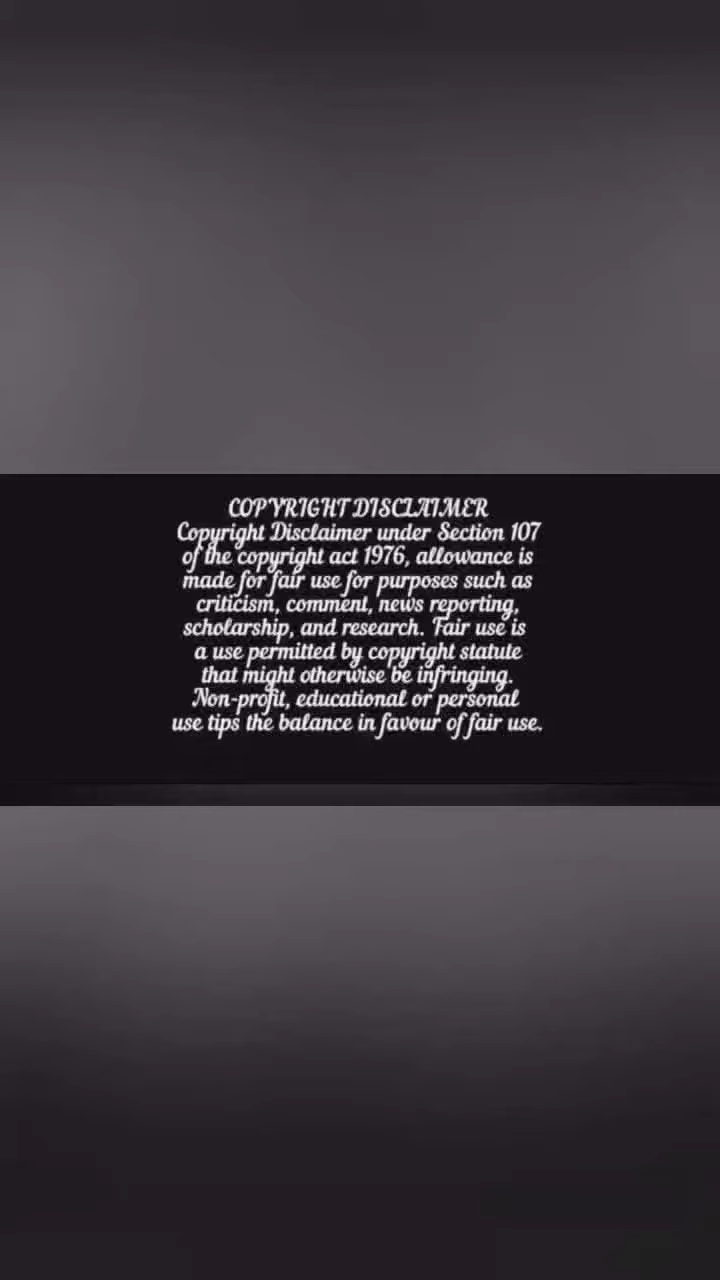 COPYRIGHT DISCLAIMER
Copyright Disclaimer under Section 107
of the copyright act 1976, allowance is
made for fair use for purposes such as
criticism, comment, news reporting,
scholarship, and research. Fair use is
a use permitted by copyright statute
that might otherwise be infringing.
Non-profit, educational or personal
use tips the balance in favour of fair use.